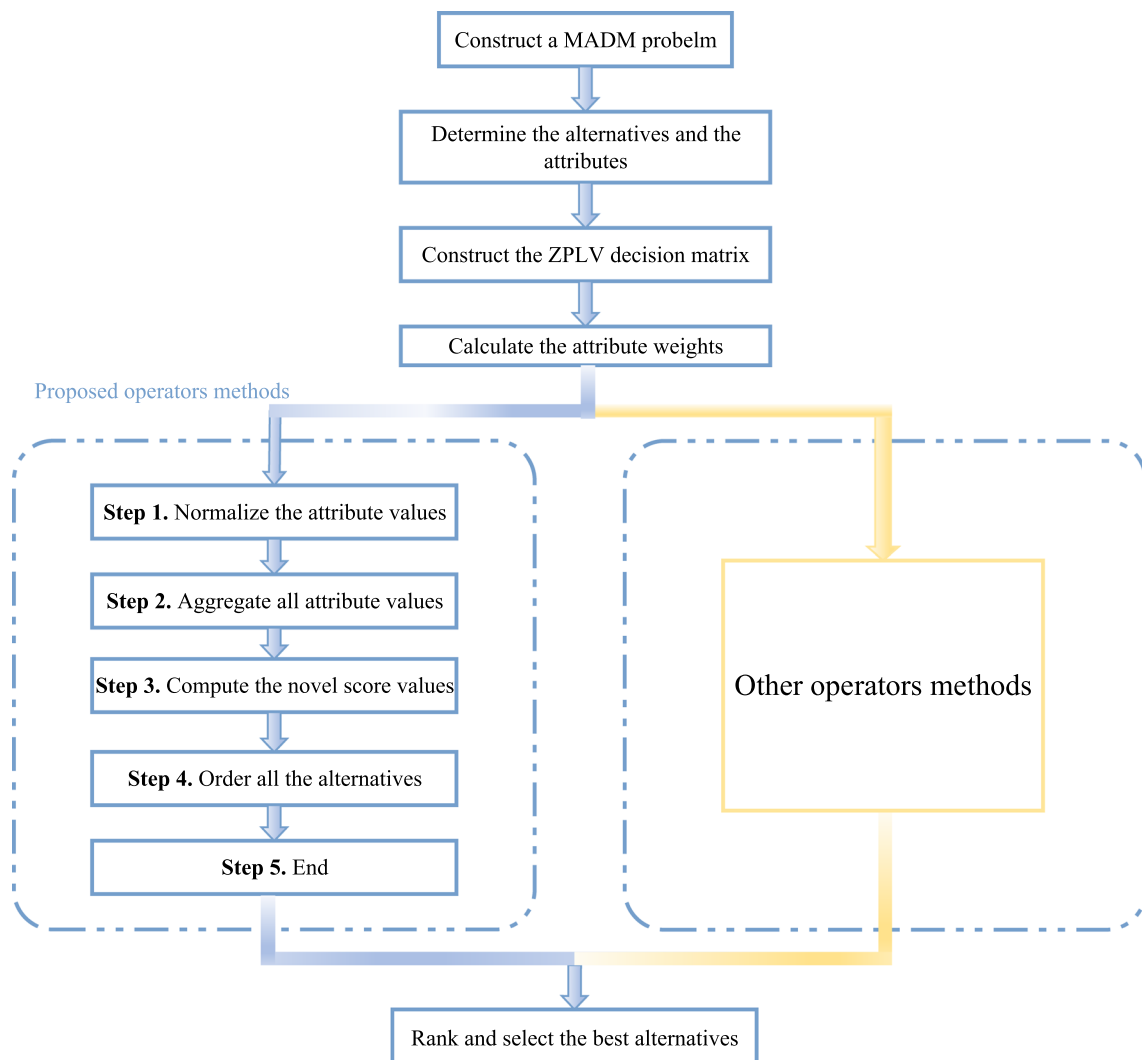 Construct a MADM probelm
Determine the alternatives and the
attributes
Construct the ZPLV decision matrix
Calculate the attribute weights
Proposed operators methods
Step 1. Normalize the attribute values
Step 2. Aggregate all attribute values
Step 3. Compute the novel score values
Step 4. Order all the alternatives
Step 5. End
Other operators methods
Rank and select the best alternatives